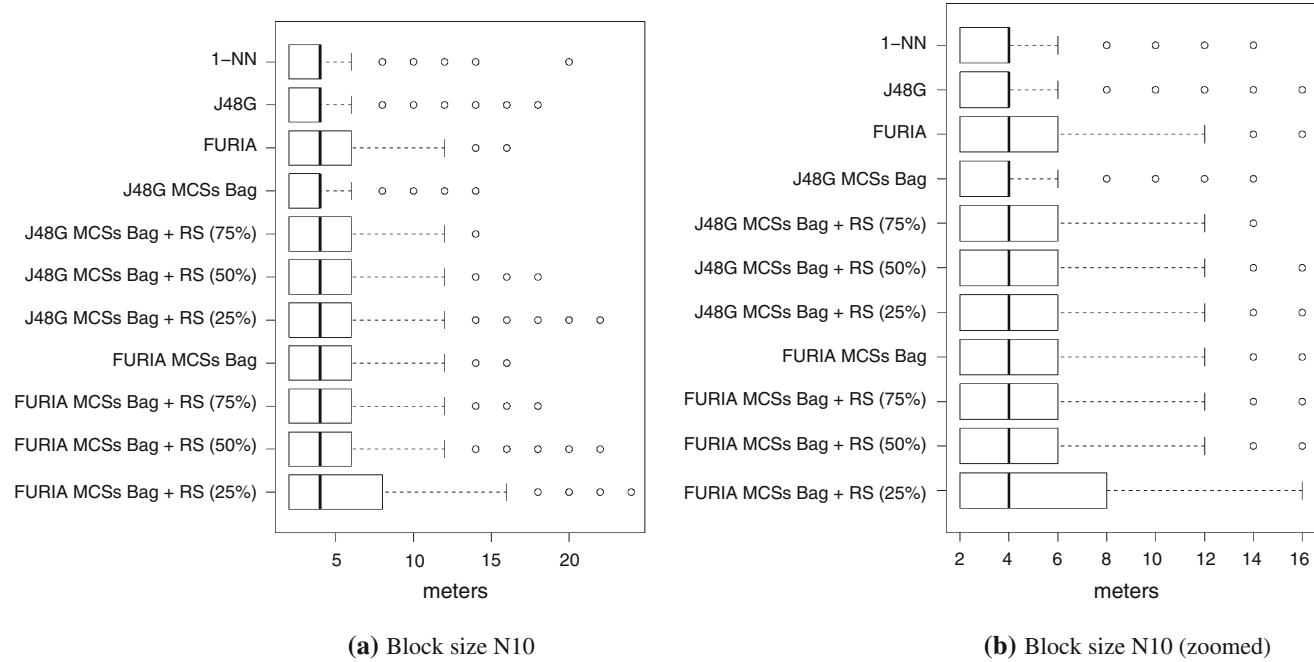 1−NN
J48G
FURIA
J48G MCSs Bag
J48G MCSs Bag + RS (75%)
J48G MCSs Bag + RS (50%)
J48G MCSs Bag + RS (25%)
FURIA MCSs Bag
FURIA MCSs Bag + RS (75%)
FURIA MCSs Bag + RS (50%)
FURIA MCSs Bag + RS (25%)
5 10 15 20
meters
(a) Block size N10
1−NN
J48G
FURIA
J48G MCSs Bag
J48G MCSs Bag + RS (75%)
J48G MCSs Bag + RS (50%)
J48G MCSs Bag + RS (25%)
FURIA MCSs Bag
FURIA MCSs Bag + RS (75%)
FURIA MCSs Bag + RS (50%)
FURIA MCSs Bag + RS (25%)
2 4 6 8 10 12 14 16
meters
(b) Block size N10 (zoomed)